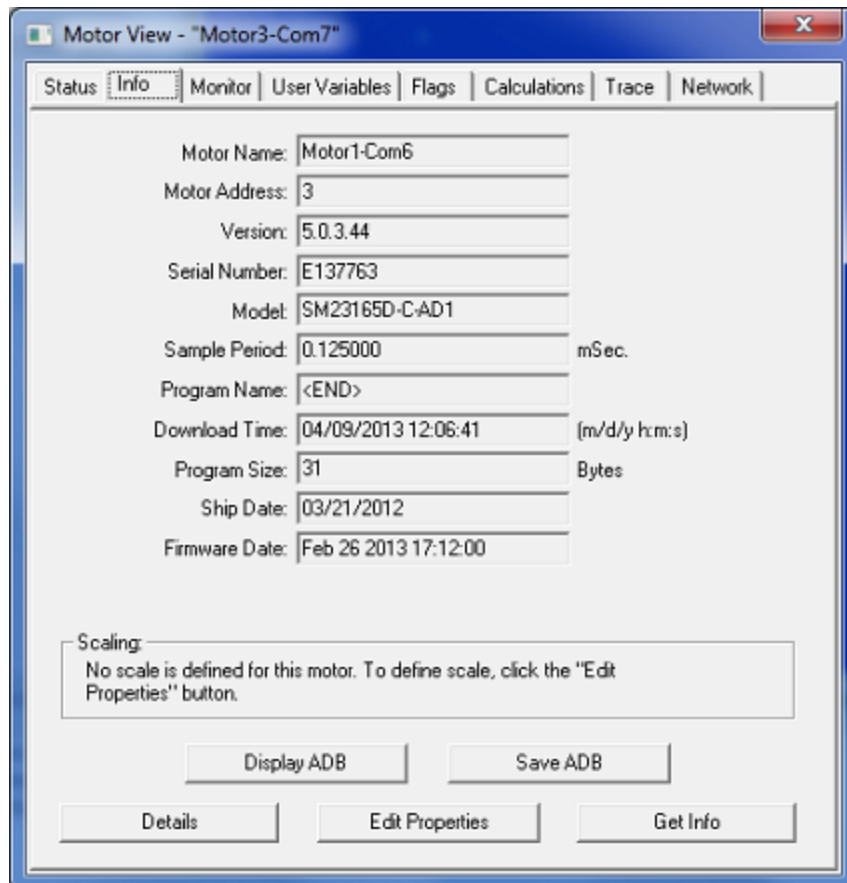 Motor View - "Motor3-Com7"
Status Info Monitor User Variables Flags Calculations Trace Network
Motor Name: Motor1-Com6
Motor Address: 3
Version: 5.0.3.44
Serial Number: E137763
Model: SM23165D-C-AD1
Sample Period: 0.125000 mSec.
Program Name: <END>
Download Time: 04/09/2013 12:06:41 (m/d/y h:m:s)
Program Size: 31 Bytes
Ship Date: 03/21/2012
Firmware Date: Feb 26 2013 17:12:00
Scaling:
No scale is defined for this motor. To define scale, click the "Edit
Properties" button.
Display ADB Save ADB
Details Edit Properties Get Info